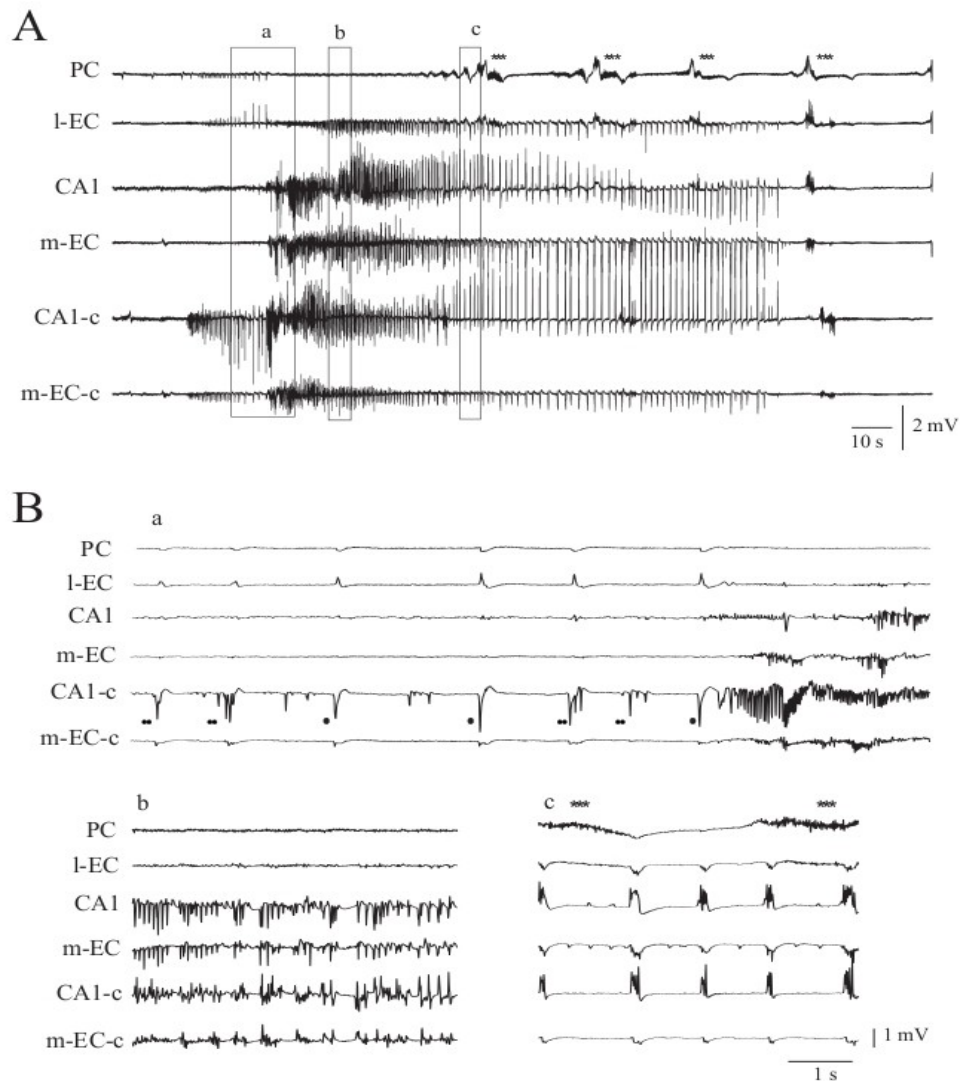 A
a b c
PC *** *** *** ***
l-EC
CA1
m-EC
CA1-c
m-EC-c
10 s 2 mV
B
a
PC
l-EC
CA1
m-EC
CA1-c
•• •• • • •• •• •
m-EC-c
b c *** ***
PC
l-EC
CA1
m-EC
CA1-c
m-EC-c
1 mV
1 s